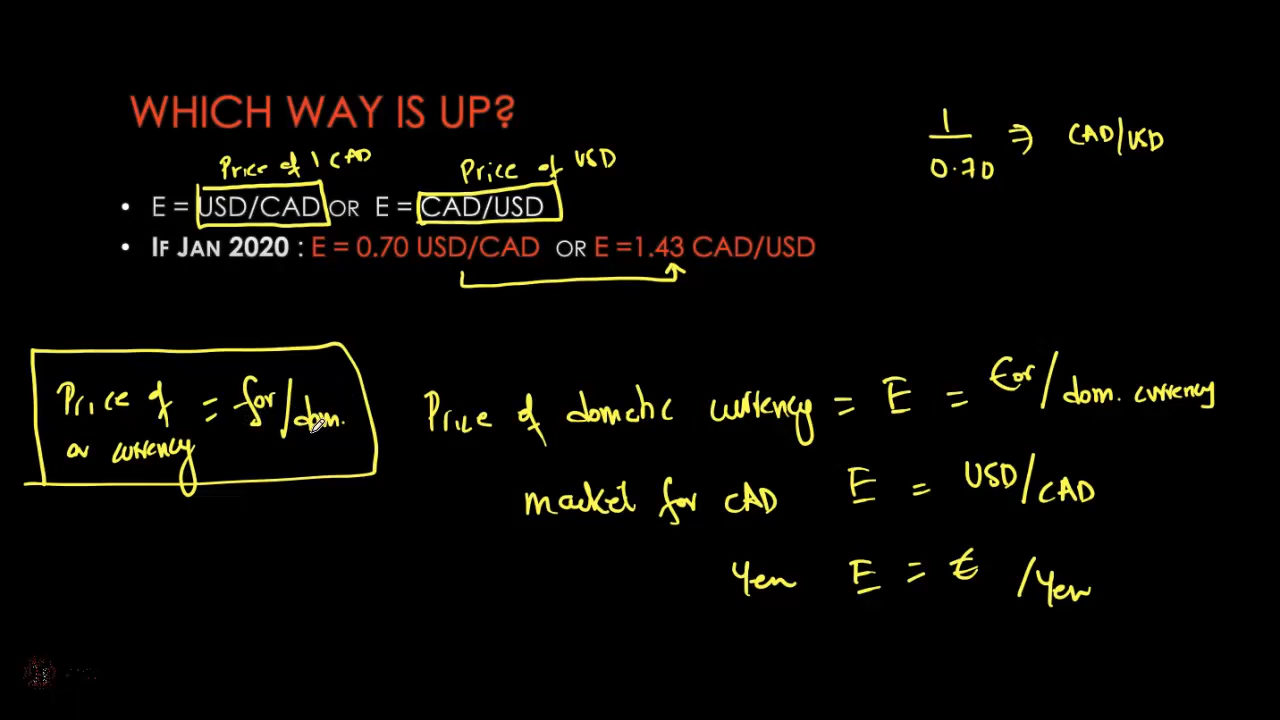 WHICH WAY IS UP?
1
0.70 ⇒ CAD/USD
Price of 1 CAD
Price of USD
• E = USD/CAD OR E = CAD/USD
• IF JAN 2020 : E = 0.70 USD/CAD OR E =1.43 CAD/USD
Price of = for/dom.
or currency
Price of domatic currency = E = for/dom. currency
market for CAD E = USD/CAD
Yen E = € /Yen